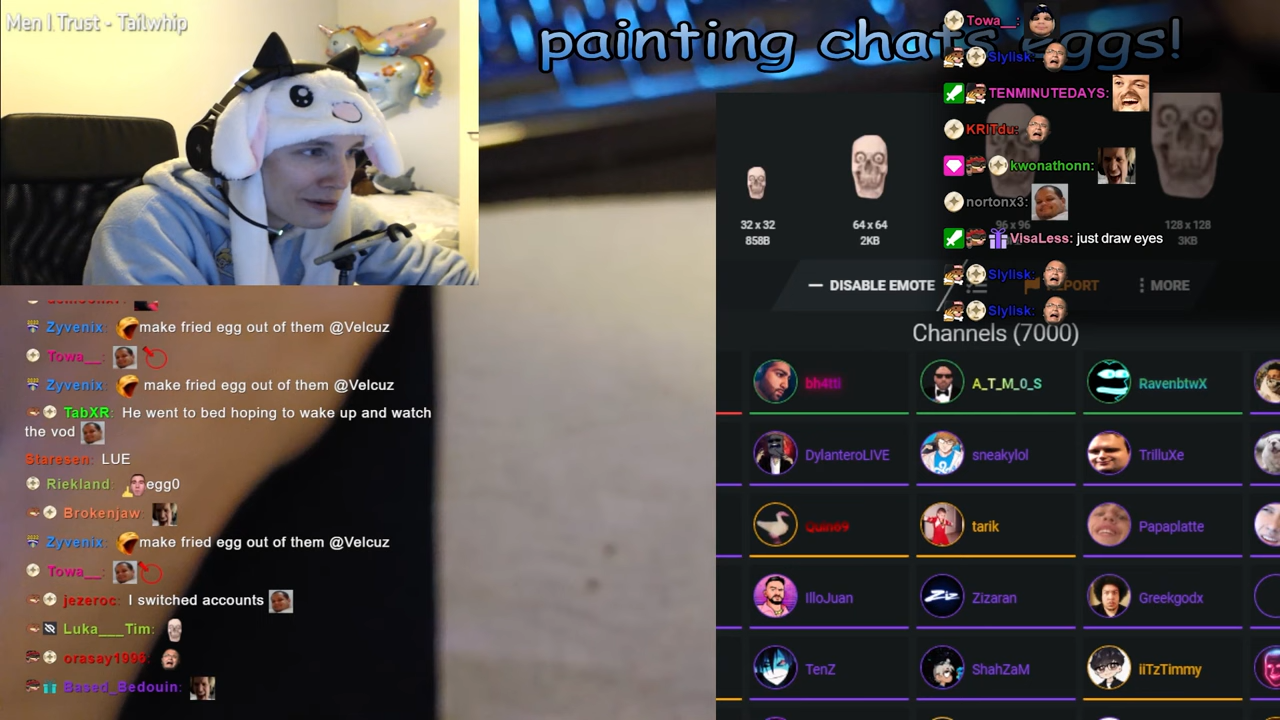 Men I Trust - Tailwhip
painting chats eggs!
Zyvenix: make fried egg out of them @Velcuz
Towa__:
Zyvenix: make fried egg out of them @Velcuz
TabXR: He went to bed hoping to wake up and watch
the vod
Staresen: LUE
Riekland: egg0
Brokenjaw:
Zyvenix: make fried egg out of them @Velcuz
Towa__:
jezeroc: I switched accounts
Luka___Tim:
orasay1998:
Based_Bedouin:
Towa__:
Slylisk:
TENMINUTEDAYS:
KRITdu:
kwonathonn:
nortonx3:
VisaLess: just draw eyes
Slylisk:
Slylisk:
32 x 32
858B
64 x 64
2KB
96 x 96
128 x 128
3KB
DISABLE EMOTE
REPORT
MORE
Channels (7000)
bh4tti
A_T_M_0_S
RavenbtwX
DylanteroLIVE
sneakylol
TrilluXe
Quin69
tarik
Papaplatte
IlloJuan
Zizaran
Greekgodx
TenZ
ShahZaM
iiTzTimmy